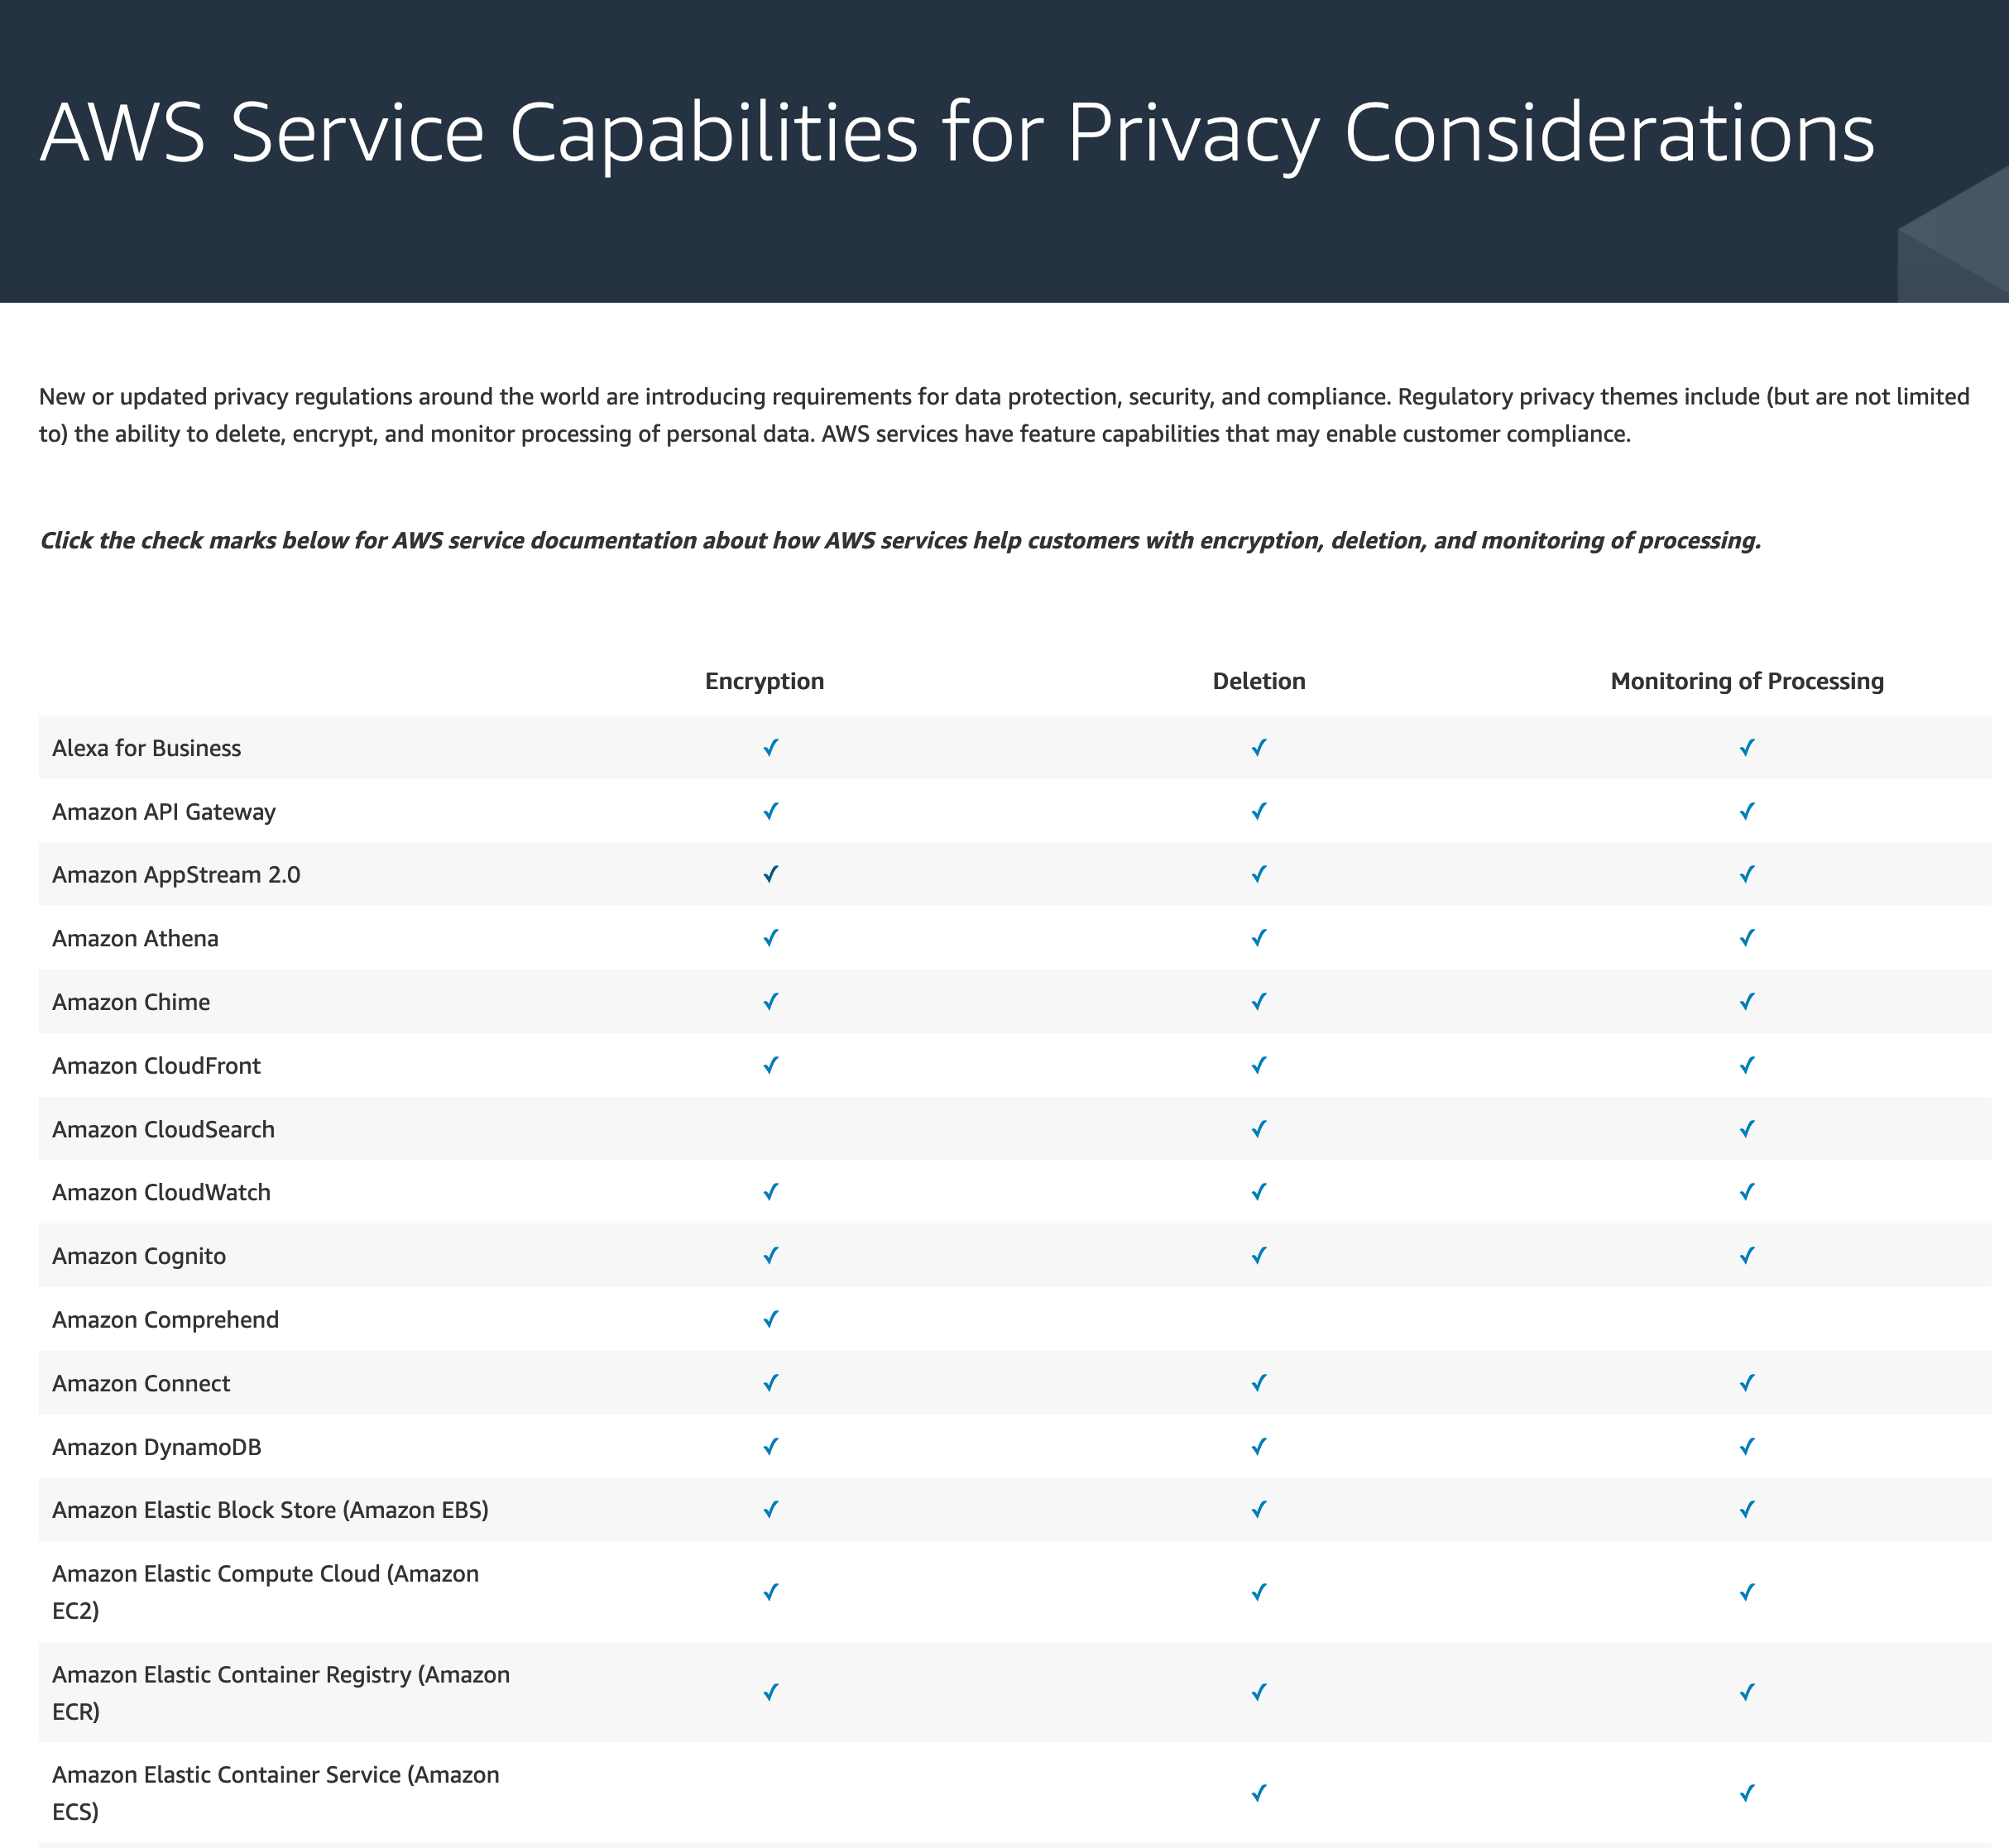 AWS Service Capabilities for Privacy Considerations
New or updated privacy regulations around the world are introducing requirements for data protection, security, and compliance. Regulatory privacy themes include (but are not limited
to) the ability to delete, encrypt, and monitor processing of personal data. AWS services have feature capabilities that may enable customer compliance.
Click the check marks below for AWS service documentation about how AWS services help customers with encryption, deletion, and monitoring of processing.
Encryption Deletion Monitoring of Processing
Alexa for Business ✓ ✓ ✓
Amazon API Gateway ✓ ✓ ✓
Amazon AppStream 2.0 ✓ ✓ ✓
Amazon Athena ✓ ✓ ✓
Amazon Chime ✓ ✓ ✓
Amazon CloudFront ✓ ✓ ✓
Amazon CloudSearch ✓ ✓
Amazon CloudWatch ✓ ✓ ✓
Amazon Cognito ✓ ✓ ✓
Amazon Comprehend ✓
Amazon Connect ✓ ✓ ✓
Amazon DynamoDB ✓ ✓ ✓
Amazon Elastic Block Store (Amazon EBS) ✓ ✓ ✓
Amazon Elastic Compute Cloud (Amazon
EC2) ✓ ✓ ✓
Amazon Elastic Container Registry (Amazon
ECR) ✓ ✓ ✓
Amazon Elastic Container Service (Amazon
ECS) ✓ ✓